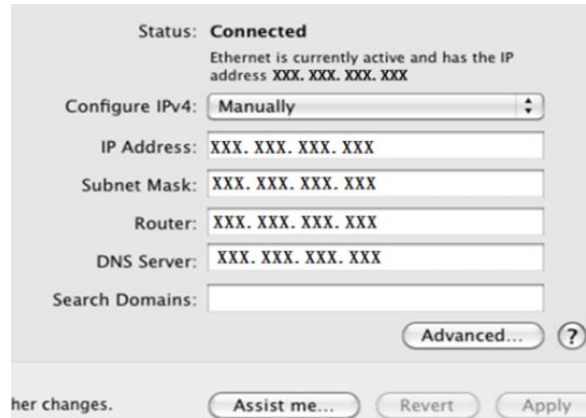 Status: Connected
Ethernet is currently active and has the IP
address XXX. XXX. XXX. XXX
Configure IPv4: Manually
IP Address: XXX. XXX. XXX. XXX
Subnet Mask: XXX. XXX. XXX. XXX
Router: XXX. XXX. XXX. XXX
DNS Server: XXX. XXX. XXX. XXX
Search Domains:
Advanced... ?
her changes. Assist me... Revert Apply